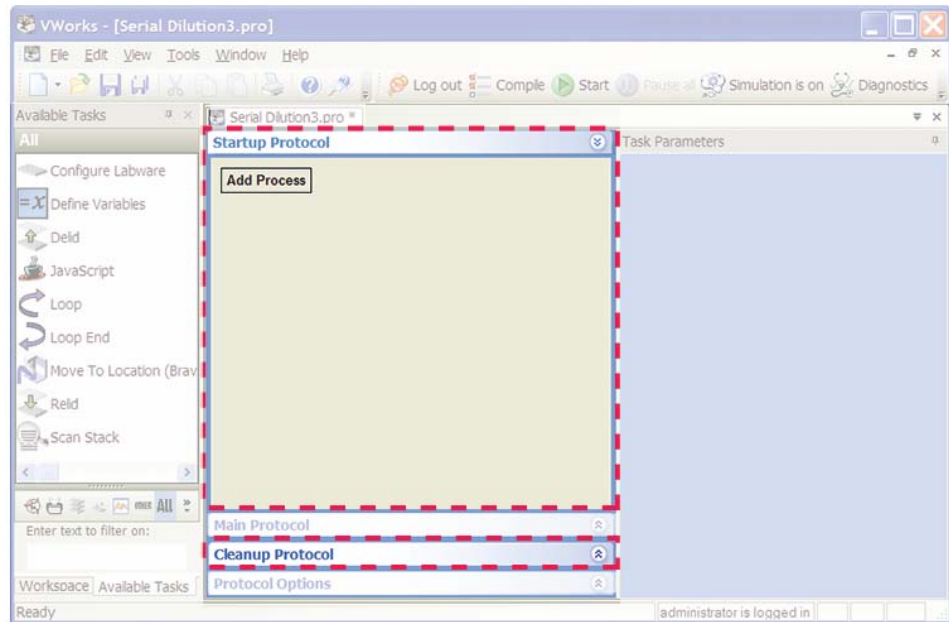 VWorks - [Serial Dilution3.pro]
File Edit View Tools Window Help
Log out Compile Start Pause all Simulation is on Diagnostics
Available Tasks
Serial Dilution3.pro *
All
Startup Protocol
Task Parameters
Add Process
Configure Labware
=x Define Variables
Delid
JavaScript
Loop
Loop End
Move To Location (Brav
Relid
Scan Stack
All
Enter text to filter on:
Main Protocol
Cleanup Protocol
Protocol Options
Workspace Available Tasks
Ready
administrator is logged in